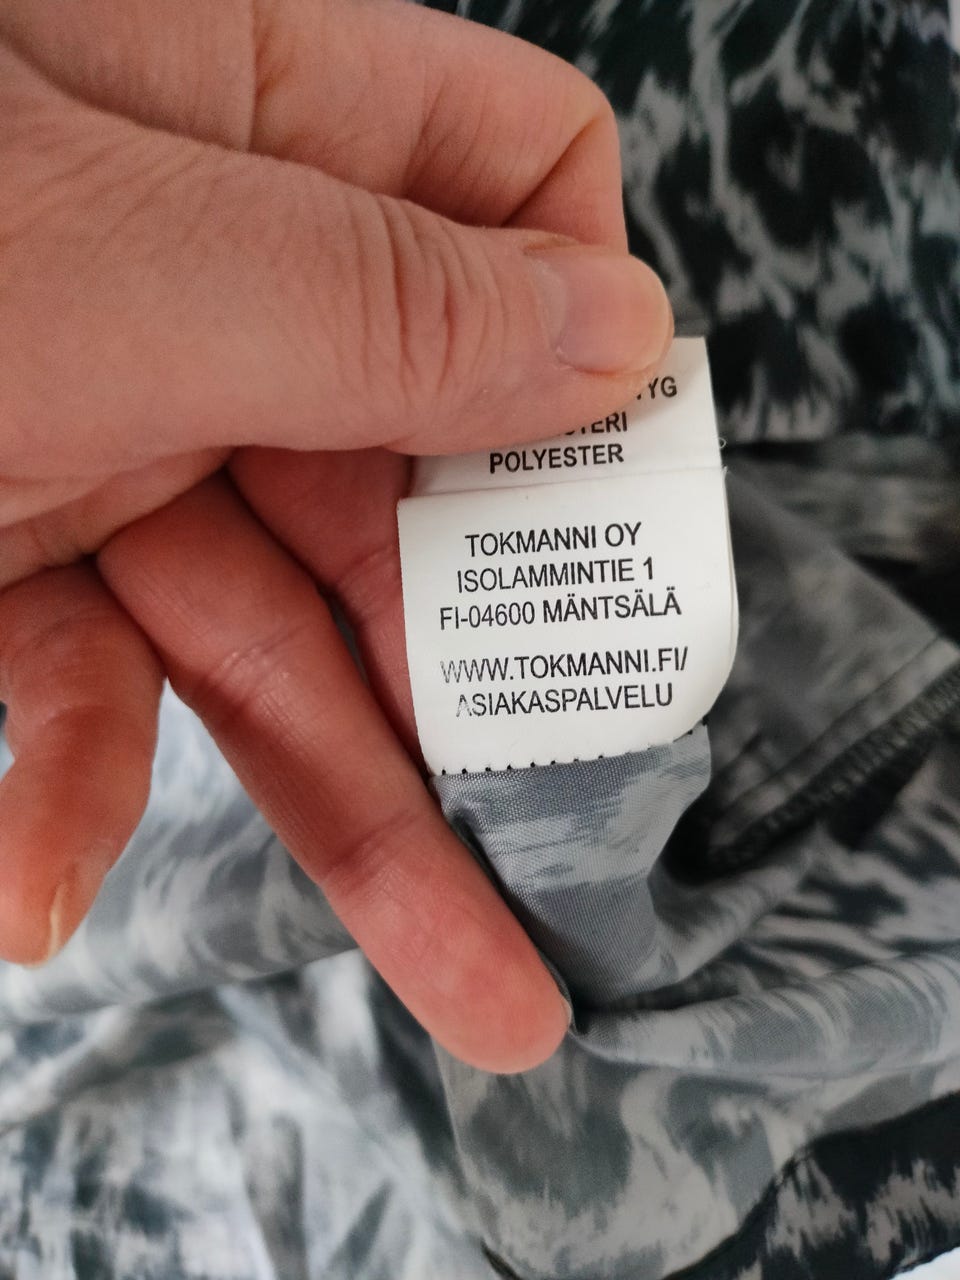 POLYESTER
TOKMANNI OY
ISOLAMMINTIE 1
FI-04600 MÄNTSÄLÄ
WWW.TOKMANNI.FI/
ASIAKASPALVELU